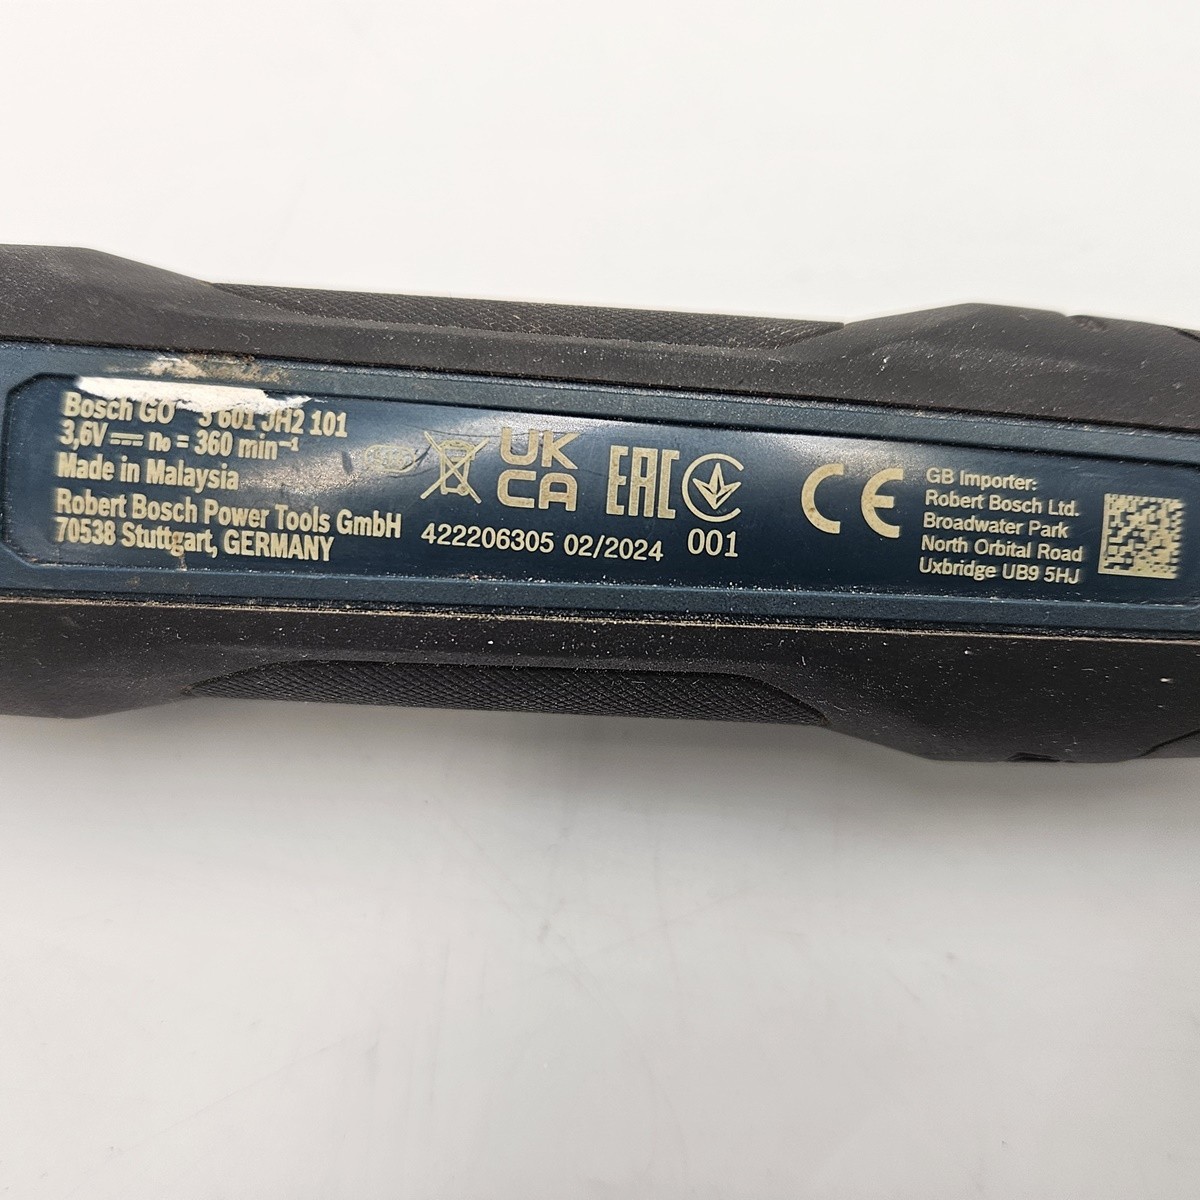 Bosch GO 3 601 JH2 101
3,6V ⎓ n₀ = 360 min⁻¹
Made in Malaysia
Robert Bosch Power Tools GmbH
70538 Stuttgart, GERMANY
UK
CA
EAC
422206305 02/2024
001
CE
GB Importer:
Robert Bosch Ltd.
Broadwater Park
North Orbital Road
Uxbridge UB9 5HJ